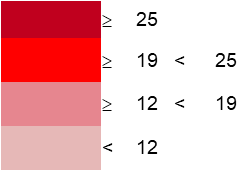 ≥ 25
≥ 19 < 25
≥ 12 < 19
< 12